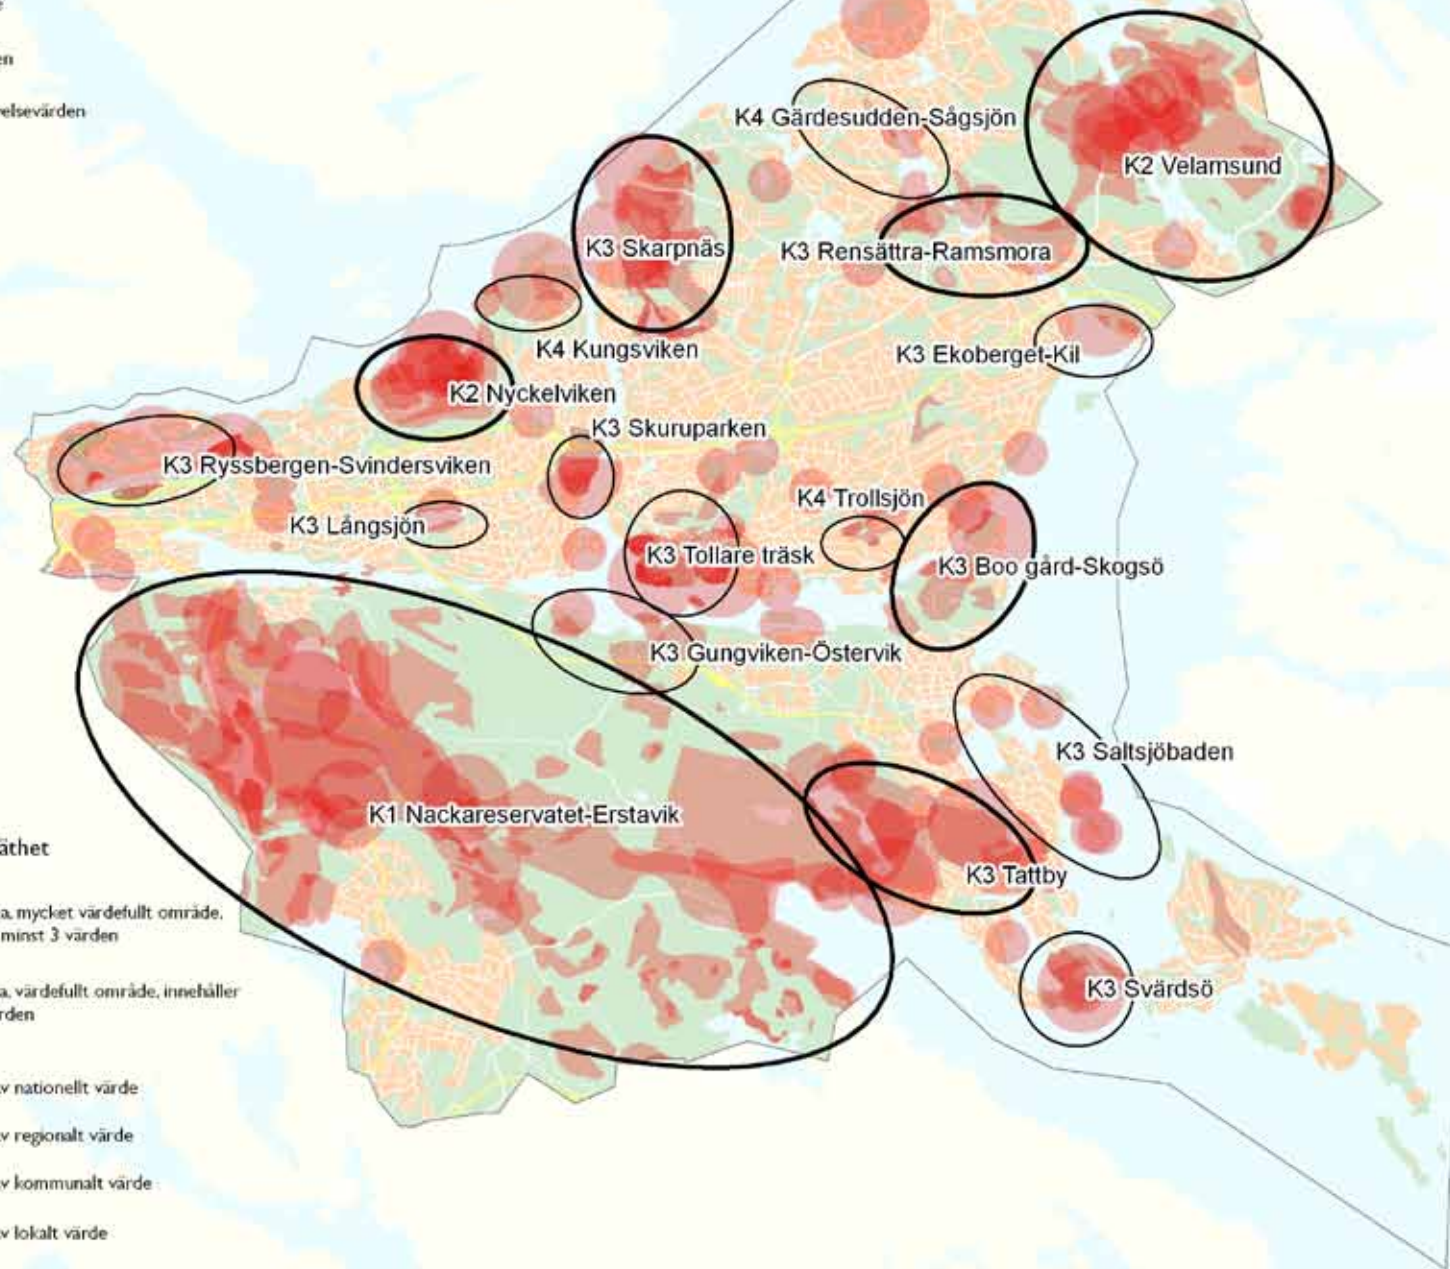 elsevärden
K4 Gärdesudden-Sågsjön
K2 Velamsund
K3 Skarpnäs
K3 Rensättra-Ramsmora
K4 Kungsviken
K3 Ekoberget-Kil
K2 Nyckelviken
K3 Skuruparken
K3 Ryssbergen-Svindersviken
K4 Trollsjön
K3 Långsjön
K3 Tollare träsk
K3 Boo gård-Skogsö
K3 Gungviken-Östervik
K3 Saltsjöbaden
K1 Nackareservatet-Erstavik
K3 Tattby
K3 Svärdsö
äthet
a, mycket värdefullt område,
minst 3 värden
a, värdefullt område, innehåller
rden
v nationellt värde
v regionalt värde
v kommunalt värde
v lokalt värde